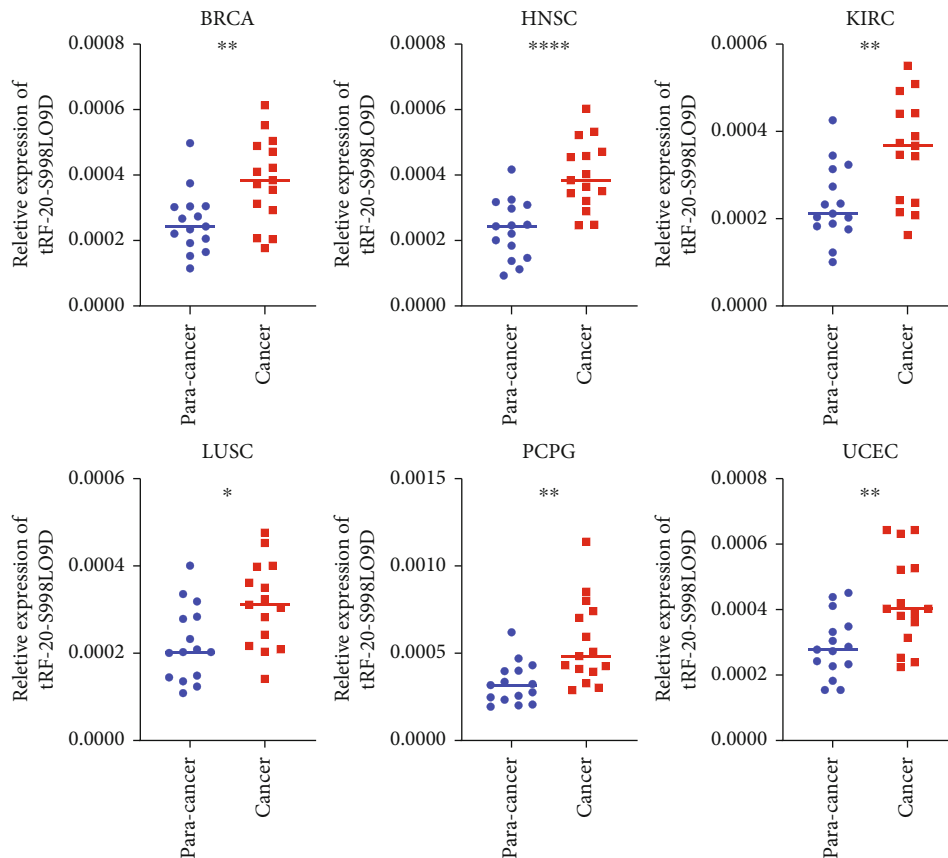 BRCA
**
Reletive expression of
tRF-20-S998LO9D
0.0008
0.0006
0.0004
0.0002
0.0000
Para-cancer
Cancer
HNSC
****
Reletive expression of
tRF-20-S998LO9D
0.0008
0.0006
0.0004
0.0002
0.0000
Para-cancer
Cancer
KIRC
**
Reletive expression of
tRF-20-S998LO9D
0.0006
0.0004
0.0002
0.0000
Para-cancer
Cancer
LUSC
*
Reletive expression of
tRF-20-S998LO9D
0.0006
0.0004
0.0002
0.0000
Para-cancer
Cancer
PCPG
**
Reletive expression of
tRF-20-S998LO9D
0.0015
0.0010
0.0005
0.0000
Para-cancer
Cancer
UCEC
**
Reletive expression of
tRF-20-S998LO9D
0.0008
0.0006
0.0004
0.0002
0.0000
Para-cancer
Cancer